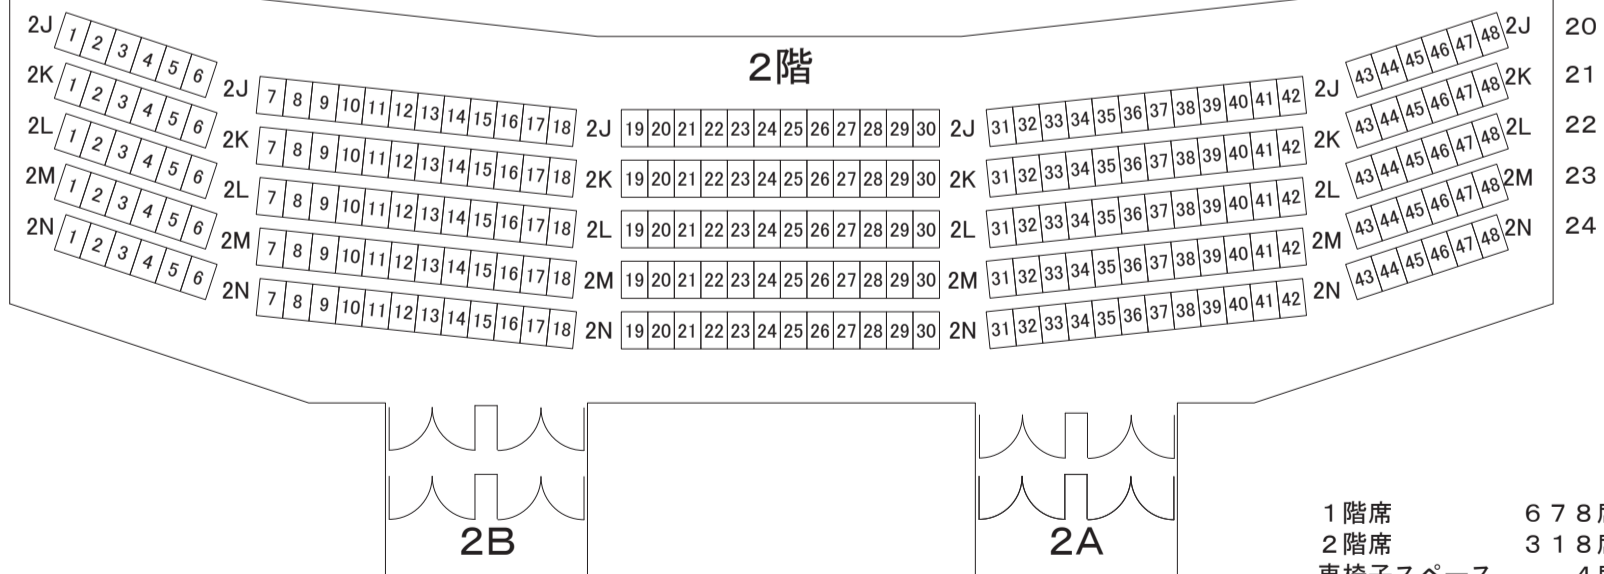 2階
2J 1 2 3 4 5 6 2J 7 8 9 10 11 12 13 14 15 16 17 18 2J 19 20 21 22 23 24 25 26 27 28 29 30 2J 31 32 33 34 35 36 37 38 39 40 41 42 2J 43 44 45 46 47 48 2J 20
2K 1 2 3 4 5 6 2K 7 8 9 10 11 12 13 14 15 16 17 18 2K 19 20 21 22 23 24 25 26 27 28 29 30 2K 31 32 33 34 35 36 37 38 39 40 41 42 2K 43 44 45 46 47 48 2K 21
2L 1 2 3 4 5 6 2L 7 8 9 10 11 12 13 14 15 16 17 18 2L 19 20 21 22 23 24 25 26 27 28 29 30 2L 31 32 33 34 35 36 37 38 39 40 41 42 2L 43 44 45 46 47 48 2L 22
2M 1 2 3 4 5 6 2M 7 8 9 10 11 12 13 14 15 16 17 18 2M 19 20 21 22 23 24 25 26 27 28 29 30 2M 31 32 33 34 35 36 37 38 39 40 41 42 2M 43 44 45 46 47 48 2M 23
2N 1 2 3 4 5 6 2N 7 8 9 10 11 12 13 14 15 16 17 18 2N 19 20 21 22 23 24 25 26 27 28 29 30 2N 31 32 33 34 35 36 37 38 39 40 41 42 2N 43 44 45 46 47 48 2N 24
2B 2A
1階席 678
2階席 318